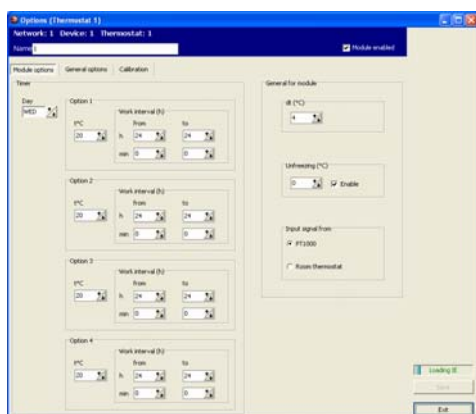 Options (Thermostat 1)
Network: 1 Device: 1 Thermostat: 1
Name 1
Module enabled
Module options General options Calibration
Timer
Day
WED
Option 1
t°C
20
Work interval (h)
from to
h 24 24
min 0 0
Option 2
t°C
20
Work interval (h)
from to
h 24 24
min 0 0
Option 3
t°C
20
Work interval (h)
from to
h 24 24
min 0 0
Option 4
t°C
20
Work interval (h)
from to
h 24 24
min 0 0
General for module
dt (°C)
4
Unfreezing (°C)
0 Enable
Input signal from
PT1000
Room thermostat
Loading IE
Save
Exit